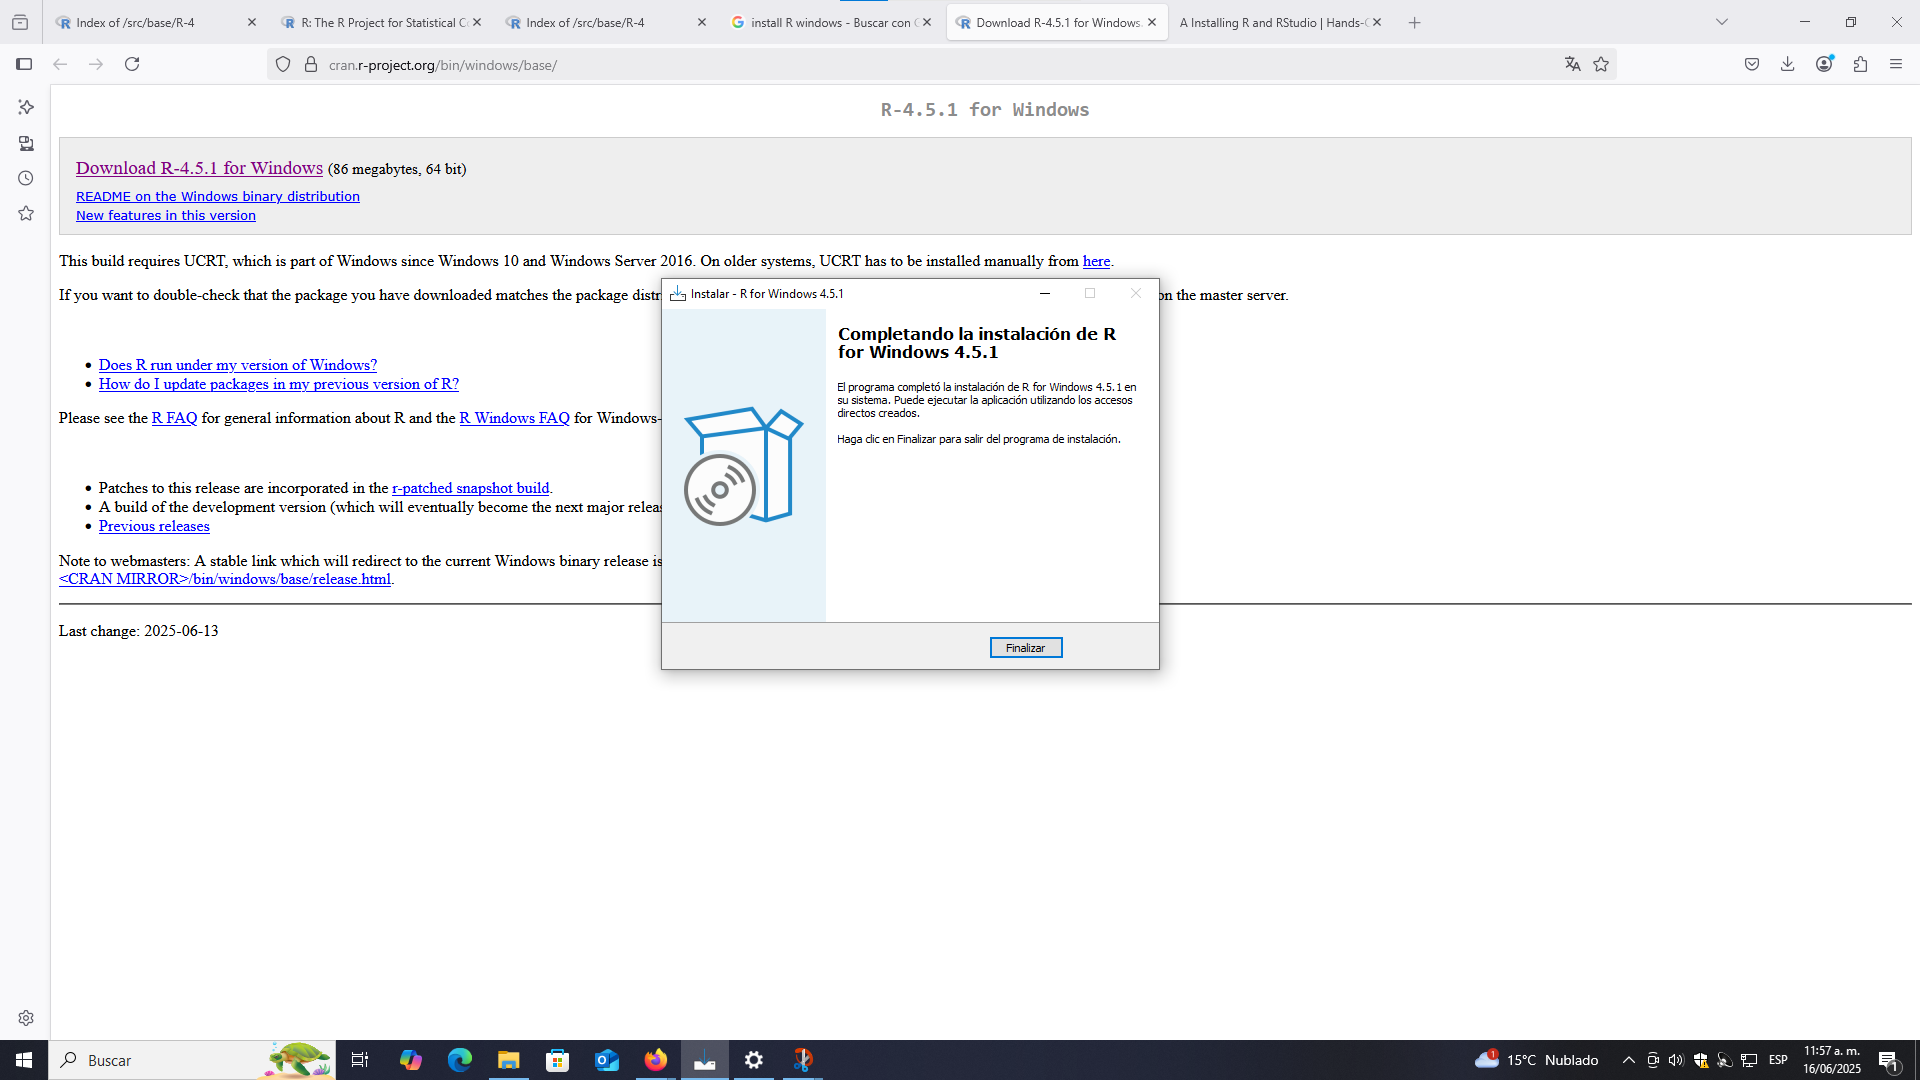 Index of /src/base/R-4
R: The R Project for Statistical Co
Index of /src/base/R-4
install R windows - Buscar con G
Download R-4.5.1 for Windows.
A Installing R and RStudio | Hands-O
cran.r-project.org/bin/windows/base/
R-4.5.1 for Windows
Download R-4.5.1 for Windows (86 megabytes, 64 bit)
README on the Windows binary distribution
New features in this version
This build requires UCRT, which is part of Windows since Windows 10 and Windows Server 2016. On older systems, UCRT has to be installed manually from here.
If you want to double-check that the package you have downloaded matches the package distr
on the master server.
Does R run under my version of Windows?
How do I update packages in my previous version of R?
Please see the R FAQ for general information about R and the R Windows FAQ for Windows-
Patches to this release are incorporated in the r-patched snapshot build.
A build of the development version (which will eventually become the next major releas
Previous releases
Note to webmasters: A stable link which will redirect to the current Windows binary release is
<CRAN MIRROR>/bin/windows/base/release.html.
Last change: 2025-06-13
Instalar - R for Windows 4.5.1
Completando la instalación de R
for Windows 4.5.1
El programa completó la instalación de R for Windows 4.5.1 en
su sistema. Puede ejecutar la aplicación utilizando los accesos
directos creados.
Haga clic en Finalizar para salir del programa de instalación.
Finalizar
Buscar
1
15°C Nublado
ESP
11:57 a. m.
16/06/2025
1